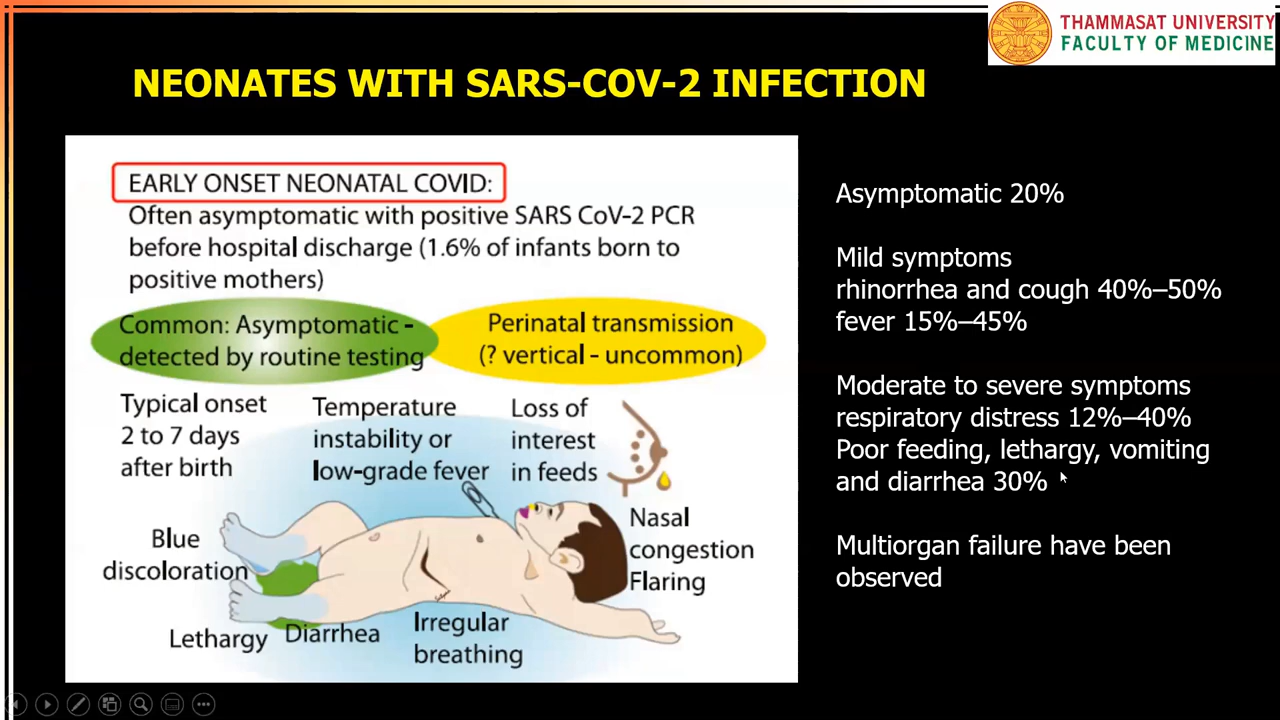 THAMMASAT UNIVERSITY
FACULTY OF MEDICINE
NEONATES WITH SARS-COV-2 INFECTION
EARLY ONSET NEONATAL COVID:
Often asymptomatic with positive SARS CoV-2 PCR
before hospital discharge (1.6% of infants born to
positive mothers)
Common: Asymptomatic -
detected by routine testing
Perinatal transmission
(? vertical - uncommon)
Typical onset
2 to 7 days
after birth
Temperature
instability or
low-grade fever
Loss of
interest
in feeds
Nasal
congestion
Flaring
Blue
discoloration
Lethargy
Diarrhea
Irregular
breathing
Asymptomatic 20%
Mild symptoms
rhinorrhea and cough 40%–50%
fever 15%–45%
Moderate to severe symptoms
respiratory distress 12%–40%
Poor feeding, lethargy, vomiting
and diarrhea 30%
Multiorgan failure have been
observed